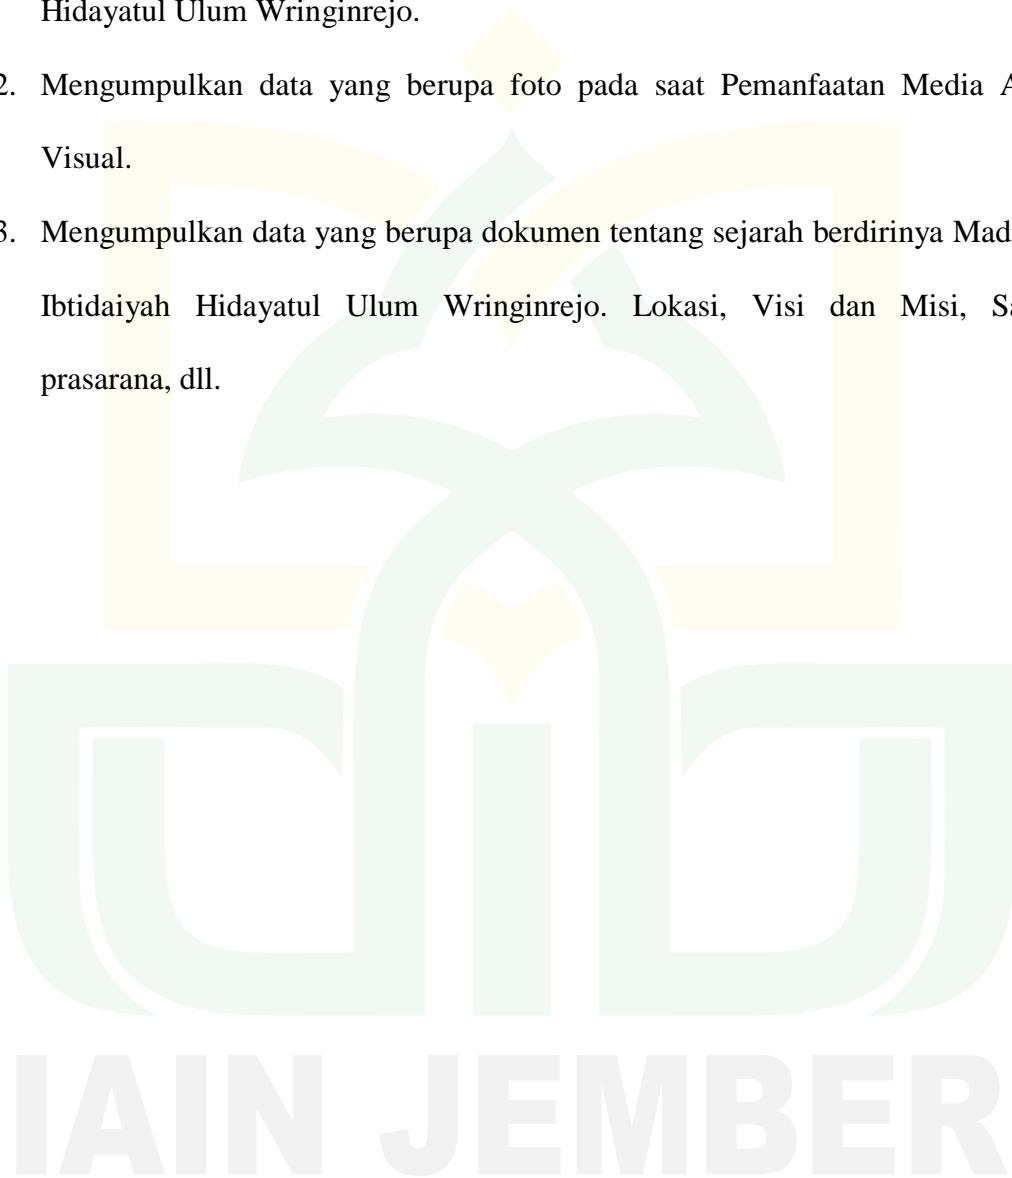 Hidayatul Ulum Wringinrejo.
2. Mengumpulkan data yang berupa foto pada saat Pemanfaatan Media A
Visual.
3. Mengumpulkan data yang berupa dokumen tentang sejarah berdirinya Mad
Ibtidaiyah Hidayatul Ulum Wringinrejo. Lokasi, Visi dan Misi, Sa
prasarana, dll.
IAIN JEMBER